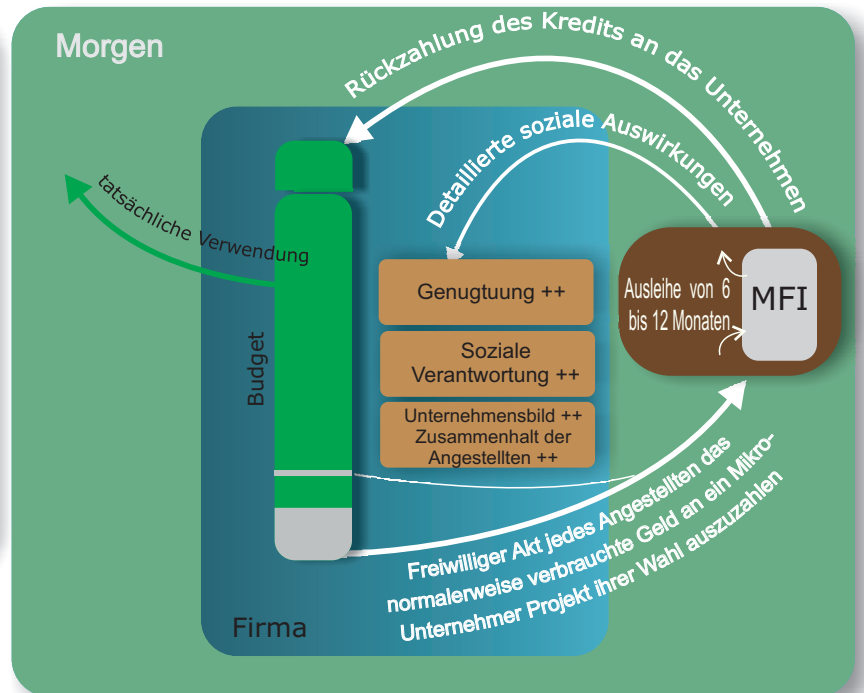 Morgen
Rückzahlung des Kredits an das Unternehmen
Detaillierte soziale Auswirkungen
tatsächliche Verwendung
Budget
Genugtuung ++
Soziale
Verantwortung ++
Unternehmensbild ++
Zusammenhalt der
Angestellten ++
Ausleihe von 6
bis 12 Monaten
MFI
Freiwilliger Akt jedes Angestellten das
normalerweise verbrauchte Geld an ein Mikro-
Unternehmer Projekt ihrer Wahl auszuzahlen
Firma